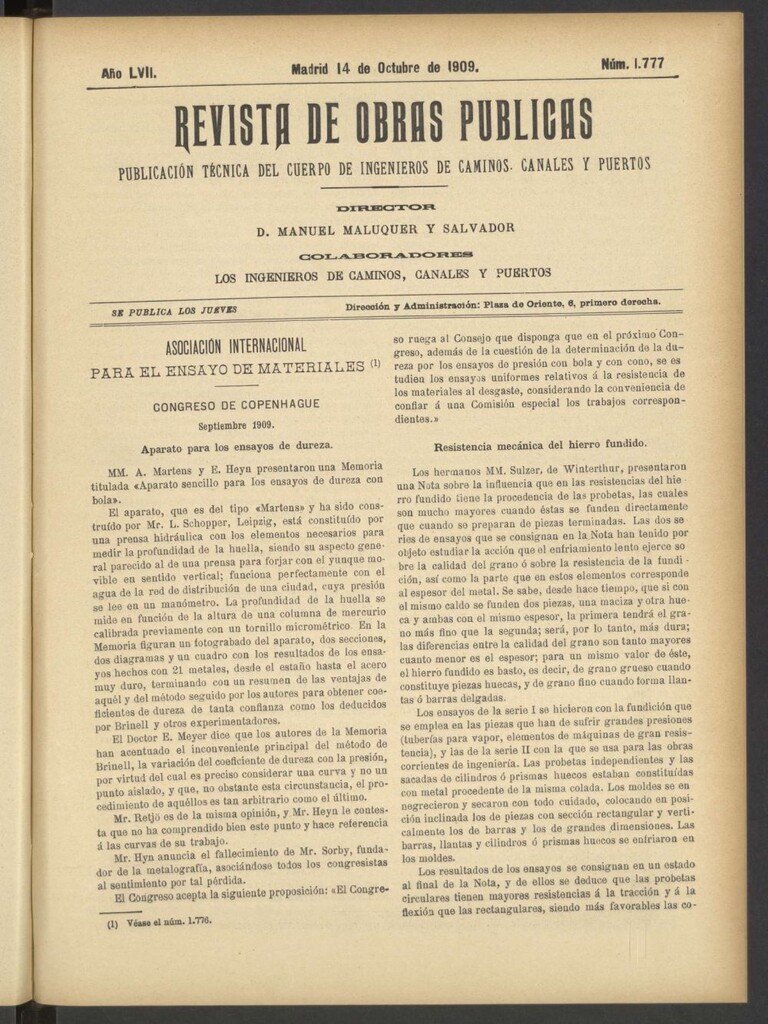 Año LVII.
Madrid 14 de Octubre de 1909.
Núm. 1.777
REVISTA DE OBRAS PUBLICAS
PUBLICACIÓN TÉCNICA DEL CUERPO DE INGENIEROS DE CAMINOS. CANALES Y PUERTOS
DIRECTOR
D. MANUEL MALUQUER Y SALVADOR
COLABORADORES
LOS INGENIEROS DE CAMINOS, CANALES Y PUERTOS
SE PUBLICA LOS JUEVES
Dirección y Administración: Plaza de Oriente, 6, primero derecha.
ASOCIACIÓN INTERNACIONAL
PARA EL ENSAYO DE MATERIALES (1)
CONGRESO DE COPENHAGUE
Septiembre 1909.
Aparato para los ensayos de dureza.
MM. A. Martens y E. Heyn presentaron una Memoria
titulada «Aparato sencillo para los ensayos de dureza con
bola».
El aparato, que es del tipo «Martens» y ha sido cons-
truído por Mr. L. Schopper, Leipzig, está constituído por
una prensa hidráulica con los elementos necesarios para
medir la profundidad de la huella, siendo su aspecto gene-
ral parecido al de una prensa para forjar con el yunque mo-
vible en sentido vertical; funciona perfectamente con el
agua de la red de distribución de una ciudad, cuya presión
se lee en un manómetro. La profundidad de la huella se
mide en función de la altura de una columna de mercurio
calibrada previamente con un tornillo micrométrico. En la
Memoria figuran un fotograbado del aparato, dos secciones,
dos diagramas y un cuadro con los resultados de los ensa-
yos hechos con 21 metales, desde el estaño hasta el acero
muy duro, terminando con un resumen de las ventajas de
aquél y del método seguido por los autores para obtener coe-
ficientes de dureza de tanta confianza como los deducidos
por Brinell y otros experimentadores.
El Doctor E. Meyer dice que los autores de la Memoria
han acentuado el inconveniente principal del método de
Brinell, la variación del coeficiente de dureza con la presión,
por virtud del cual es preciso considerar una curva y no un
punto aislado, y que, no obstante esta circunstancia, el pro-
cedimiento de aquéllos es tan arbitrario como el último.
Mr. Retjö es de la misma opinión, y Mr. Heyn le contes-
ta que no ha comprendido bien este punto y hace referencia
á las curvas de su trabajo.
Mr. Hyn anuncia el fallecimiento de Mr. Sorby, funda-
dor de la metalografía, asociándose todos los congresistas
al sentimiento por tal pérdida.
El Congreso acepta la siguiente proposición: «El Congre-
(1) Véase el núm. 1.776.
so ruega al Consejo que disponga que en el próximo Con-
greso, además de la cuestión de la determinación de la du-
reza por los ensayos de presión con bola y con cono, se es
tudien los ensayos uniformes relativos á la resistencia de
los materiales al desgaste, considerando la conveniencia de
confiar á una Comisión especial los trabajos correspon-
dientes.»
Resistencia mecánica del hierro fundido.
Los hermanos MM. Sulzer, de Winterthur, presentaron
una Nota sobre la influencia que en las resistencias del hie
rro fundido tiene la procedencia de las probetas, las cuales
son mucho mayores cuando éstas se funden directamente
que cuando se preparan de piezas terminadas. Las dos se
ries de ensayos que se consignan en la Nota han tenido por
objeto estudiar la acción que el enfriamiento lento ejerce so
bre la calidad del grano ó sobre la resistencia de la fundi-
ción, así como la parte que en estos elementos corresponde
al espesor del metal. Se sabe, desde hace tiempo, que si con
el mismo caldo se funden dos piezas, una maciza y otra hue-
ca y ambas con el mismo espesor, la primera tendrá el gra-
no más fino que la segunda; será, por lo tanto, más dura;
las diferencias entre la calidad del grano son tanto mayores
cuanto menor es el espesor; para un mismo valor de éste,
el hierro fundido es basto, es decir, de grano grueso cuando
constituye piezas huecas, y de grano fino cuando forma llan-
tas ó barras delgadas.
Los ensayos de la serie I se hicieron con la fundición que
se emplea en las piezas que han de sufrir grandes presiones
(tuberías para vapor, elementos de máquinas de gran resis-
tencia), y las de la serie II con la que se usa para las obras
corrientes de ingeniería. Las probetas independientes y las
sacadas de cilindros ó prismas huecos estaban constituídas
con metal procedente de la misma colada. Los moldes se en-
negrecieron y secaron con todo cuidado, colocando en posi-
ción inclinada los de piezas con sección rectangular y verti-
calmente los de barras y los de grandes dimensiones. Las
barras, llantas y cilindros ó prismas huecos se enfriaron en
los moldes.
Los resultados de los ensayos se consignan en un estado
al final de la Nota, y de ellos se deduce que las probetas
circulares tienen mayores resistencias á la tracción y á la
flexión que las rectangulares, siendo más favorables las co-